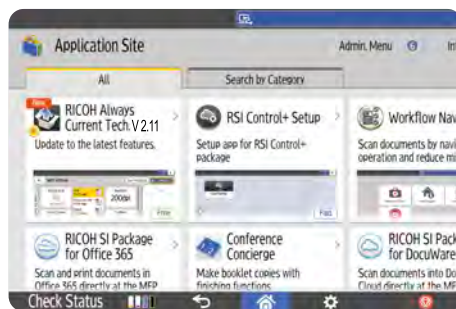 Application Site
Admin. Menu
All
Search by Category
New
RICOH Always
Current Tech. V 2.11
Update to the latest features.
200dpi
Free
RSI Control+ Setup
Setup app for RSI Control+
package
Workflow Nav
Scan documents by navi
operation and reduce mi
RICOH SI Package
for Office 365
Scan and print documents in
Office 365 directly at the MFP
Conference
Concierge
Make booklet copies with
finishing functions
RICOH SI Pack
for DocuWare
Scan documents into Do
Cloud directly at the MF
Check Status